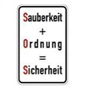 Sauberkeit
+
Ordnung
=
Sicherheit